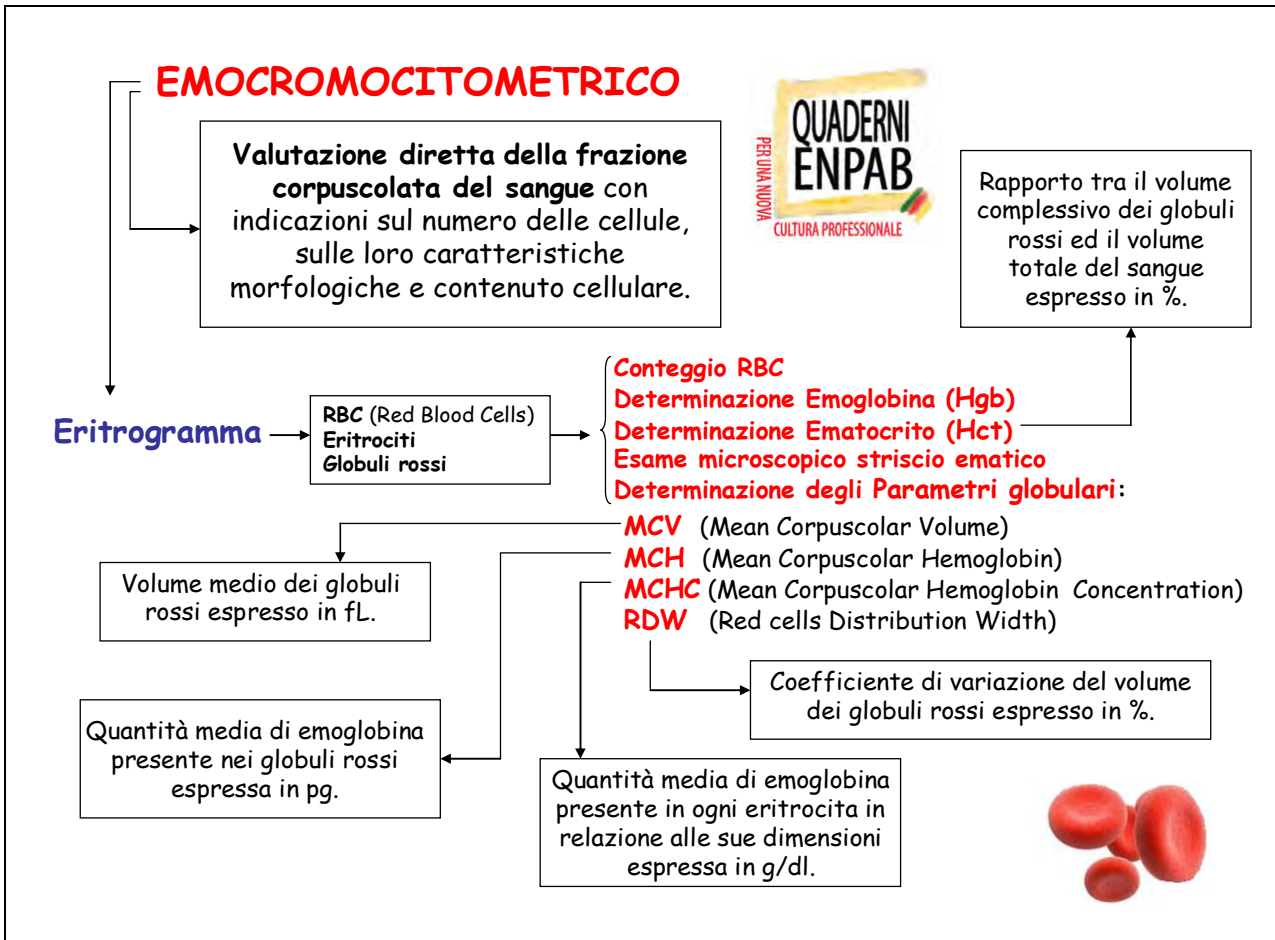 EMOCROMOCITOMETRICO
Valutazione diretta della frazione
corpuscolata del sangue con
indicazioni sul numero delle cellule,
sulle loro caratteristiche
morfologiche e contenuto cellulare.
PER UNA NUOVA
QUADERNI
ENPAB
CULTURA PROFESSIONALE
Rapporto tra il volume
complessivo dei globuli
rossi ed il volume
totale del sangue
espresso in %.
Eritrogramma
RBC (Red Blood Cells)
Eritrociti
Globuli rossi
Conteggio RBC
Determinazione Emoglobina (Hgb)
Determinazione Ematocrito (Hct)
Esame microscopico striscio ematico
Determinazione degli Parametri globulari:
MCV (Mean Corpuscolar Volume)
MCH (Mean Corpuscolar Hemoglobin)
MCHC (Mean Corpuscolar Hemoglobin Concentration)
RDW (Red cells Distribution Width)
Volume medio dei globuli
rossi espresso in fL.
Quantità media di emoglobina
presente nei globuli rossi
espressa in pg.
Quantità media di emoglobina
presente in ogni eritrocita in
relazione alle sue dimensioni
espressa in g/dl.
Coefficiente di variazione del volume
dei globuli rossi espresso in %.